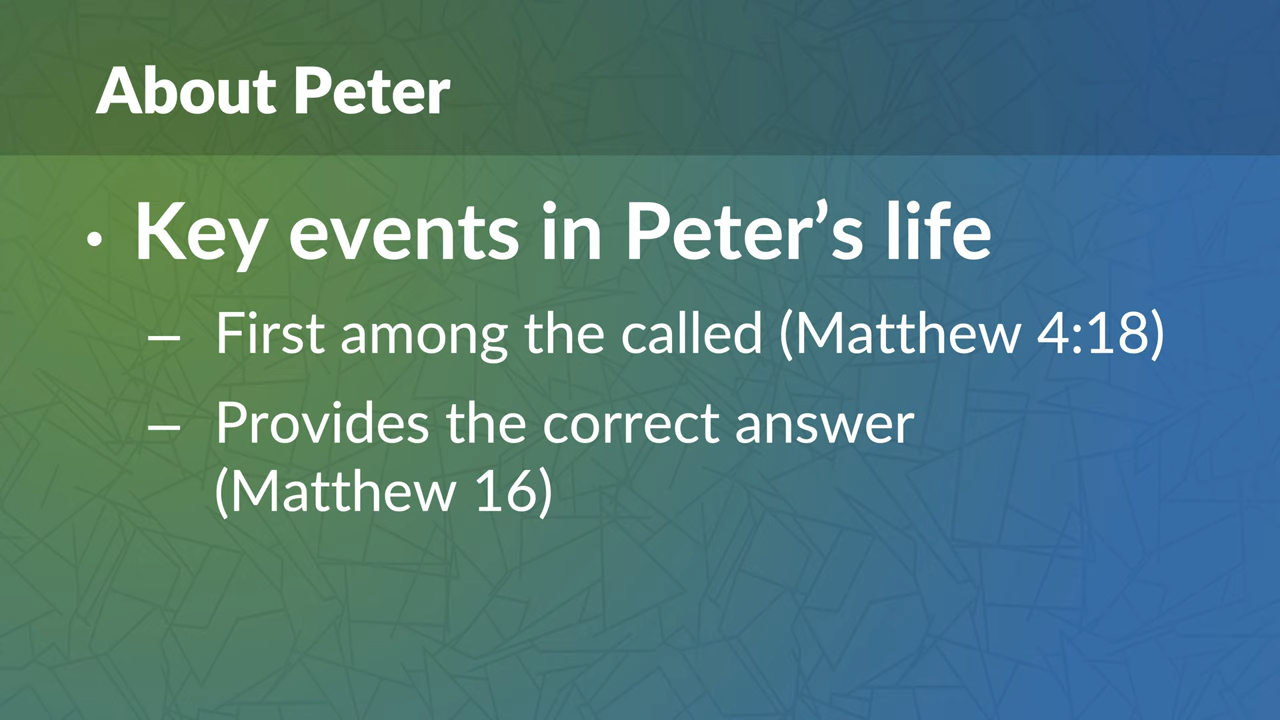 About Peter
• Key events in Peter’s life
– First among the called (Matthew 4:18)
– Provides the correct answer
(Matthew 16)